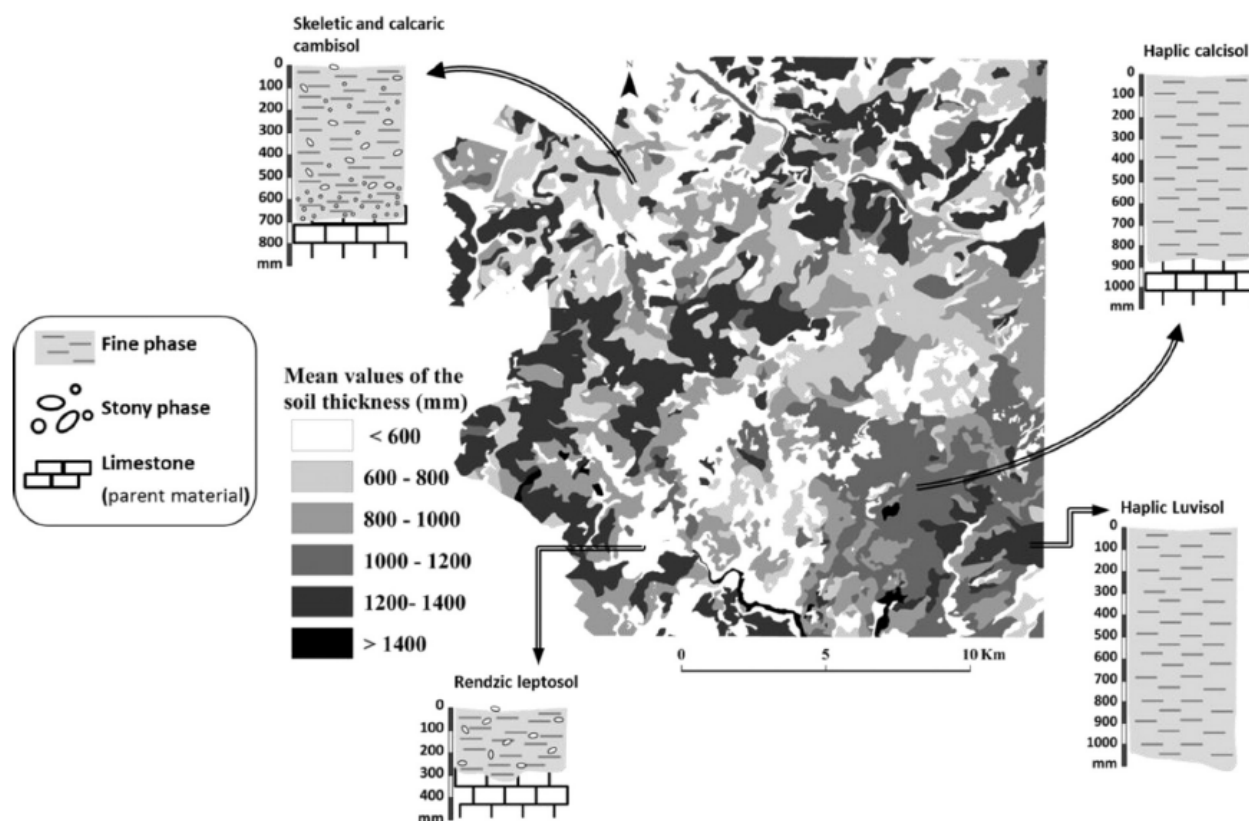 Skeletic and calcaric
cambisol
0
100
200
300
400
500
600
700
800
mm
N
Haplic calcisol
0
100
200
300
400
500
600
700
800
900
1000
mm
Fine phase
Stony phase
Limestone
(parent material)
Mean values of the
soil thickness (mm)
< 600
600 - 800
800 - 1000
1000 - 1200
1200- 1400
> 1400
Haplic Luvisol
0
100
200
300
400
500
600
700
800
900
1000
mm
0 5 10 Km
Rendzic leptosol
0
100
200
300
400
mm